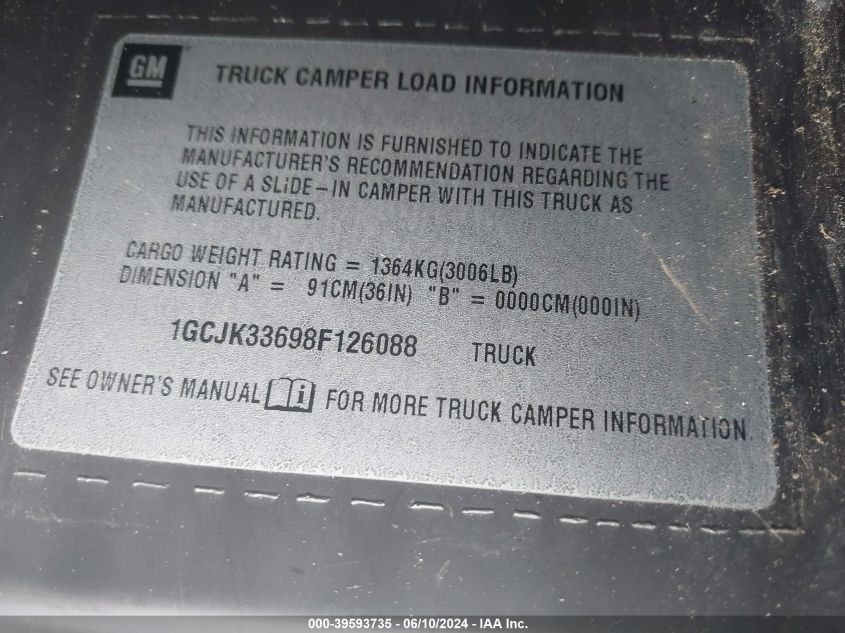 GM
TRUCK CAMPER LOAD INFORMATION
THIS INFORMATION IS FURNISHED TO INDICATE THE
MANUFACTURER'S RECOMMENDATION REGARDING THE
USE OF A SLIDE-IN CAMPER WITH THIS TRUCK AS
MANUFACTURED.
CARGO WEIGHT RATING = 1364KG(3006LB)
DIMENSION "A" = 91CM(36IN) "B" = 0000CM(000IN)
1GCJK33698F126088 TRUCK
SEE OWNER'S MANUAL i FOR MORE TRUCK CAMPER INFORMATION.
000-39593735 - 06/10/2024 - IAA Inc.